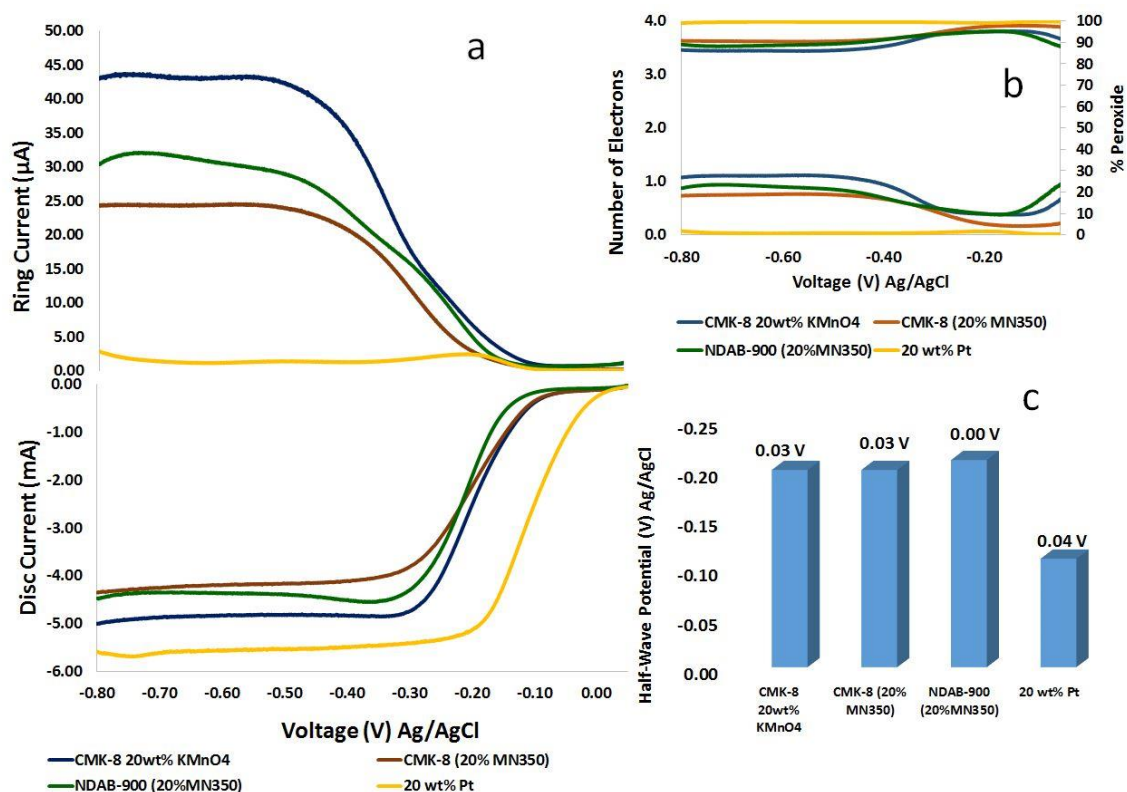 a
Ring Current (µA)
50.00
45.00
40.00
35.00
30.00
25.00
20.00
15.00
10.00
5.00
0.00
Disc Current (mA)
0.00
-1.00
-2.00
-3.00
-4.00
-5.00
-6.00
-0.80 -0.70 -0.60 -0.50 -0.40 -0.30 -0.20 -0.10 0.00
Voltage (V) Ag/AgCl
CMK-8 20wt% KMnO4 CMK-8 (20% MN350)
NDAB-900 (20%MN350) 20 wt% Pt
b
Number of Electrons
4.0
3.0
2.0
1.0
0.0
% Peroxide
100
90
80
70
60
50
40
30
20
10
0
-0.80 -0.60 -0.40 -0.20
Voltage (V) Ag/AgCl
CMK-8 20wt% KMnO4 CMK-8 (20% MN350)
NDAB-900 (20%MN350) 20 wt% Pt
c
Half-Wave Potential (V) Ag/AgCl
-0.25
-0.20
-0.15
-0.10
-0.05
0.00
0.03 V 0.03 V 0.00 V 0.04 V
CMK-8
20wt%
KMnO4
CMK-8 (20%
MN350)
NDAB-900
(20%MN350)
20 wt% Pt